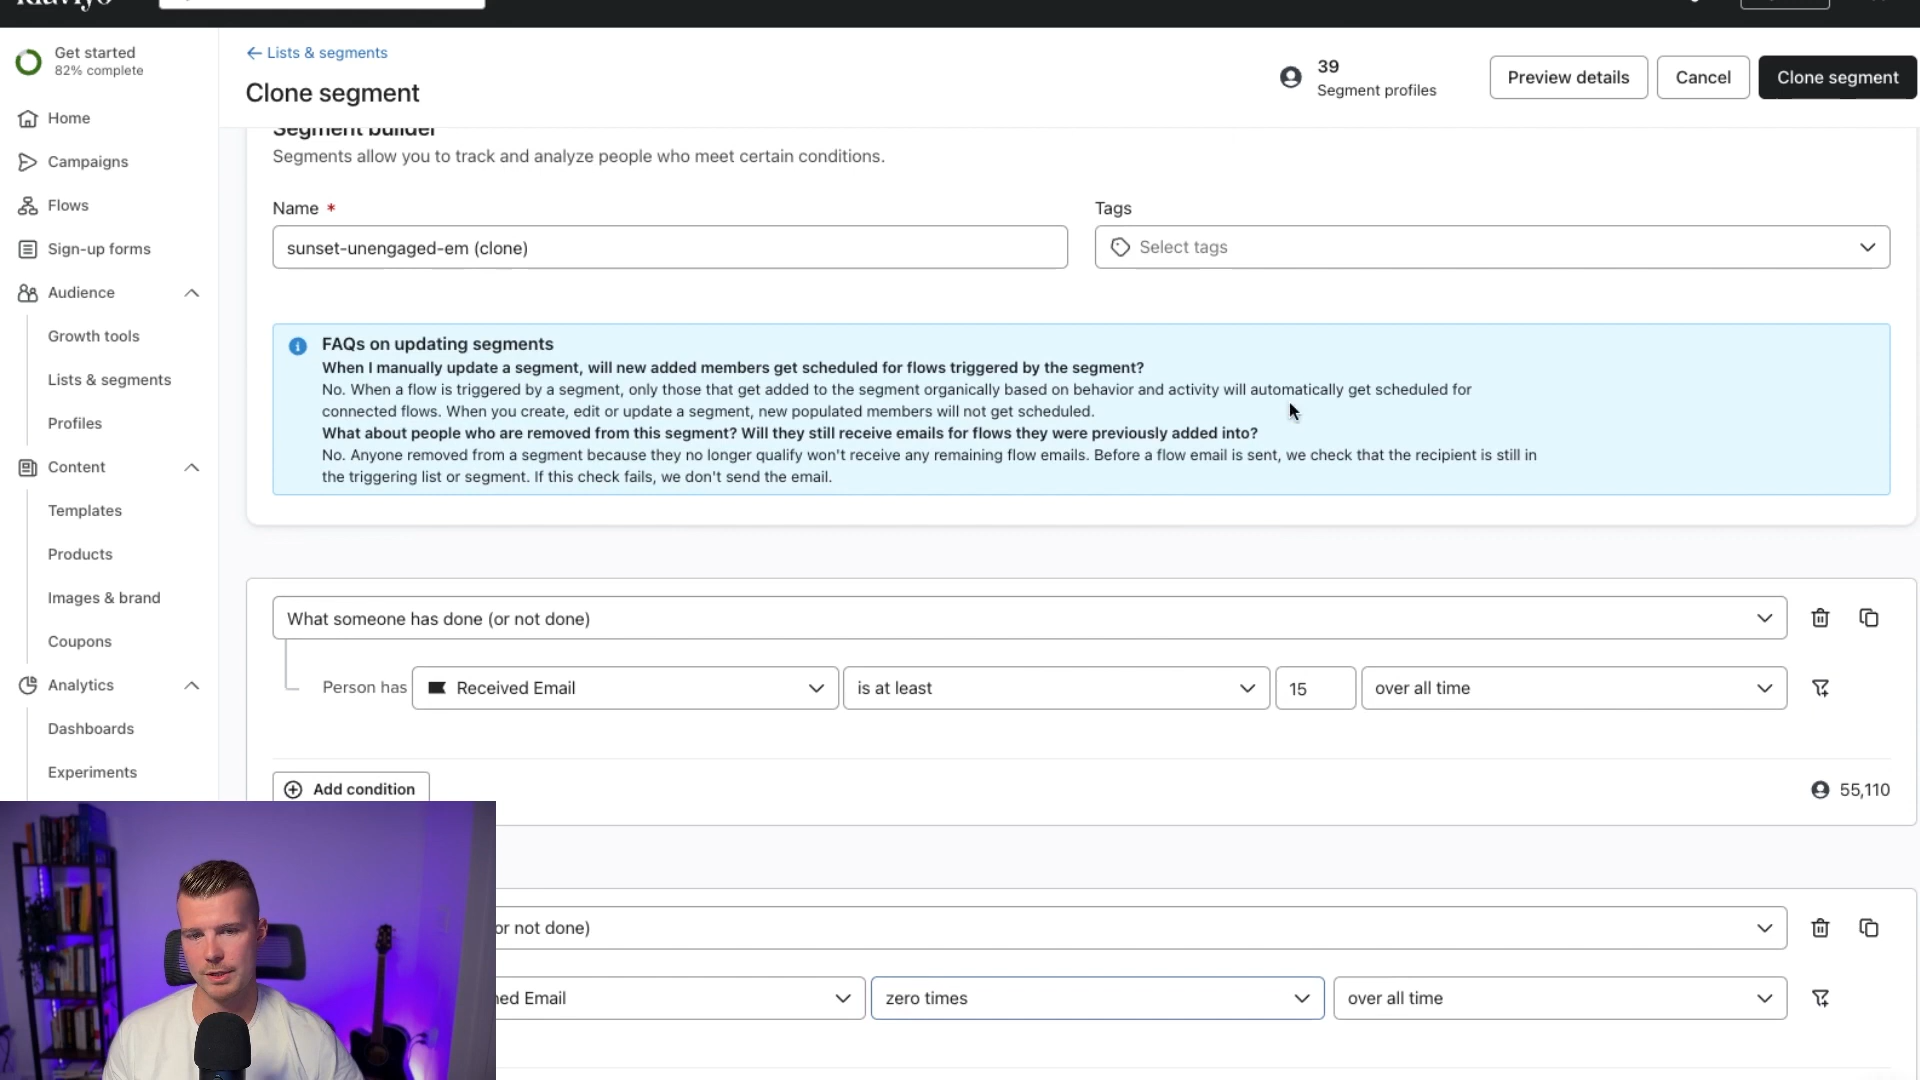 Klaviyo
Get started
82% complete
Home
Campaigns
Flows
Sign-up forms
Audience
Growth tools
Lists & segments
Profiles
Content
Templates
Products
Images & brand
Coupons
Analytics
Dashboards
Experiments
Lists & segments
Clone segment
39
Segment profiles
Preview details
Cancel
Clone segment
Segment builder
Segments allow you to track and analyze people who meet certain conditions.
Name *
Tags
sunset-unengaged-em (clone)
Select tags
FAQs on updating segments
When I manually update a segment, will new added members get scheduled for flows triggered by the segment?
No. When a flow is triggered by a segment, only those that get added to the segment organically based on behavior and activity will automatically get scheduled for
connected flows. When you create, edit or update a segment, new populated members will not get scheduled.
What about people who are removed from this segment? Will they still receive emails for flows they were previously added into?
No. Anyone removed from a segment because they no longer qualify won't receive any remaining flow emails. Before a flow email is sent, we check that the recipient is still in
the triggering list or segment. If this check fails, we don't send the email.
What someone has done (or not done)
Person has Received Email is at least 15 over all time
Add condition
55,110
or not done)
ned Email zero times over all time